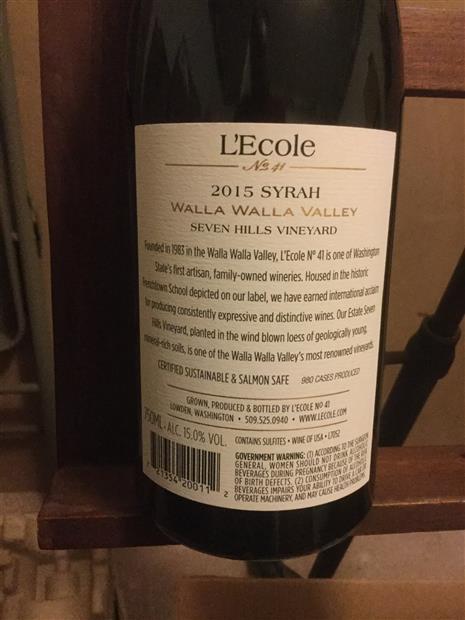 L'Ecole
Nº 41
2015 SYRAH
WALLA WALLA VALLEY
SEVEN HILLS VINEYARD
Founded in 1983 in the Walla Walla Valley, L'Ecole Nº 41 is one of Washington
State's first artisan, family-owned wineries. Housed in the historic
Frenchtown School depicted on our label, we have earned international acclaim
for producing consistently expressive and distinctive wines. Our Estate Seven
Hills Vineyard, planted in the wind blown loess of geologically young,
mineral-rich soils, is one of the Walla Walla Valley's most renowned vineyards.
CERTIFIED SUSTAINABLE & SALMON SAFE 980 CASES PRODUCED
GROWN, PRODUCED & BOTTLED BY L'ECOLE Nº 41
LOWDEN, WASHINGTON • 509.525.0940 • WWW.LECOLE.COM
750ML - ALC. 15.0% VOL. CONTAINS SULFITES • WINE OF USA • L7052
GOVERNMENT WARNING: (1) ACCORDING TO THE SURGEON
GENERAL, WOMEN SHOULD NOT DRINK ALCOHOLIC
BEVERAGES DURING PREGNANCY BECAUSE OF THE RISK
OF BIRTH DEFECTS. (2) CONSUMPTION OF ALCOHOLIC
BEVERAGES IMPAIRS YOUR ABILITY TO DRIVE A CAR OR
OPERATE MACHINERY, AND MAY CAUSE HEALTH PROBLEMS.
21354 20011 2